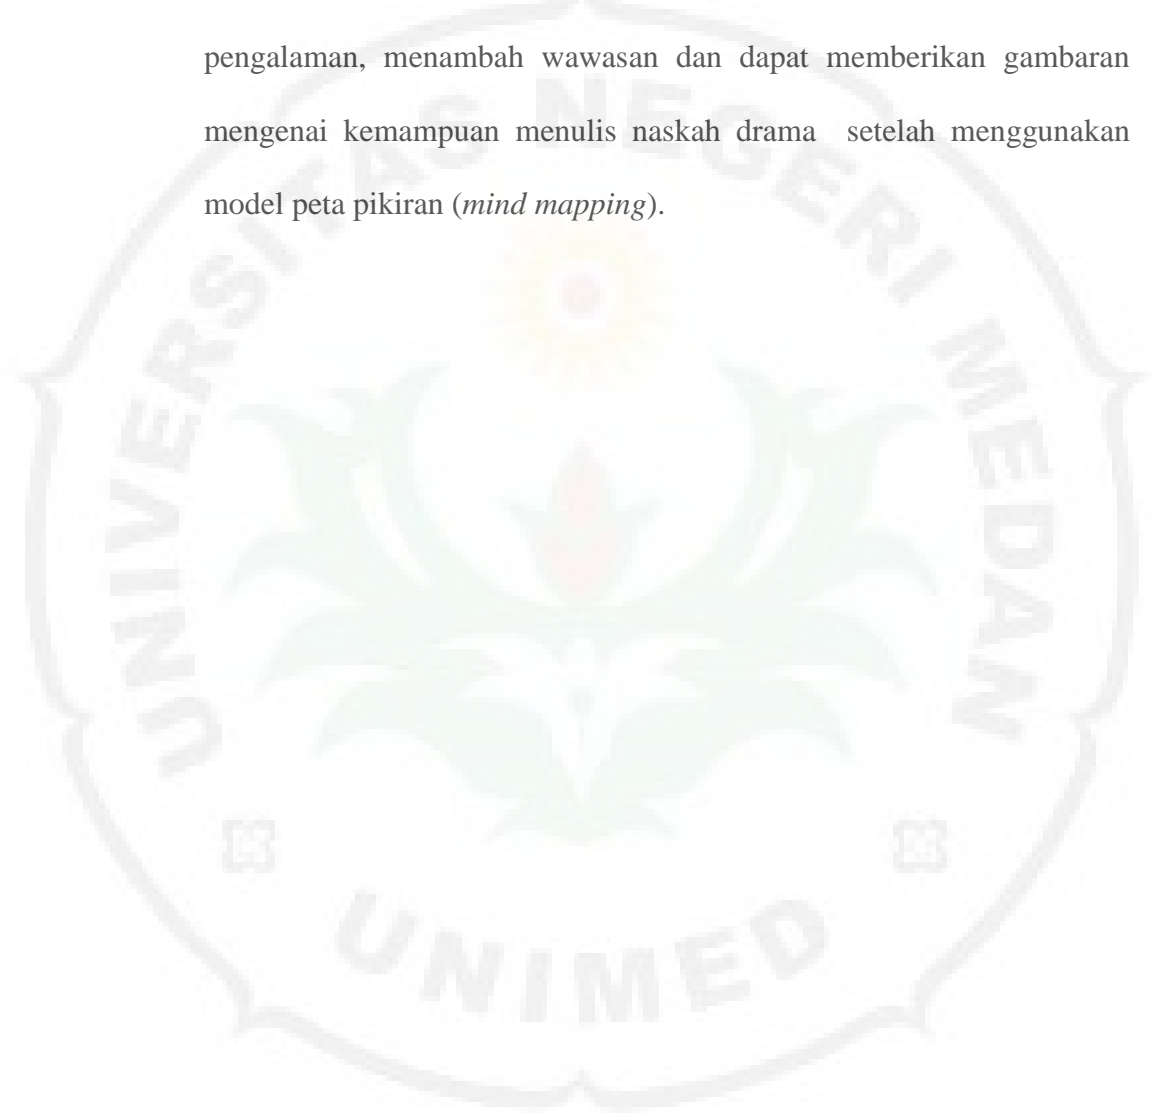 pengalaman, menambah wawasan dan dapat memberikan gambaran
mengenai kemampuan menulis naskah drama setelah menggunakan
model peta pikiran (mind mapping).
UNIVERSITAS NEGERI MEDAN
UNIMED